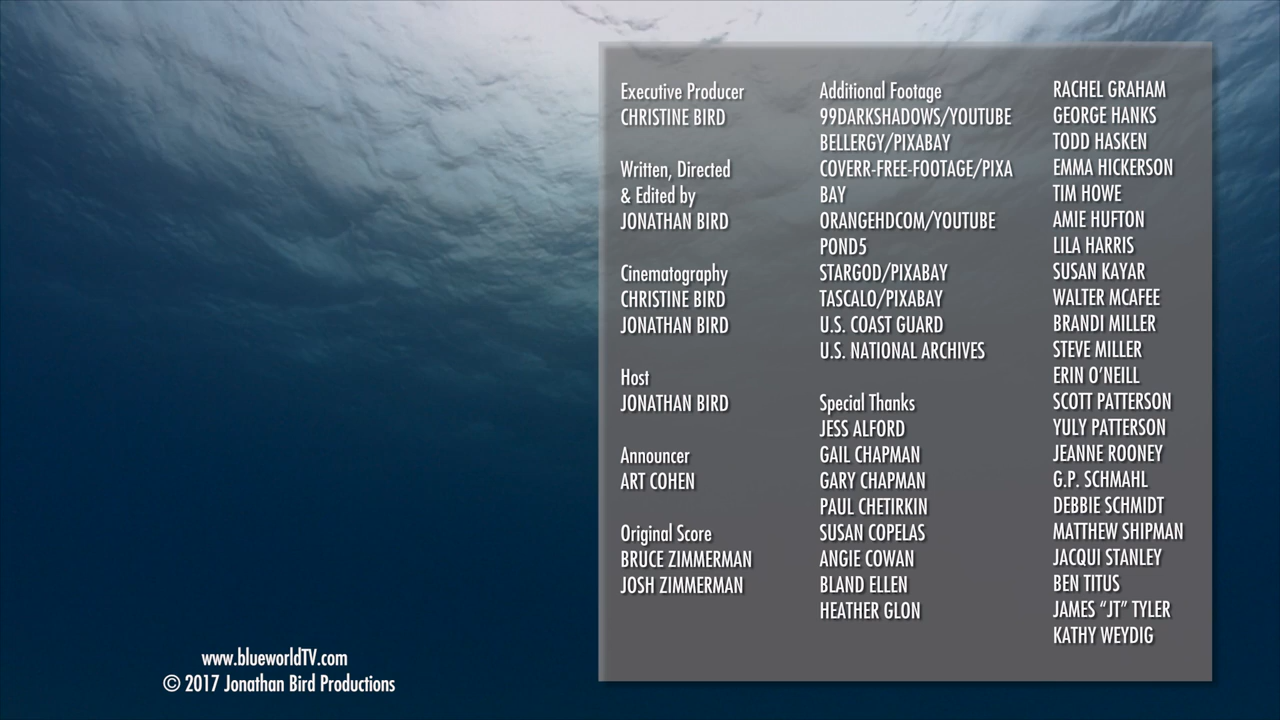 Executive Producer
CHRISTINE BIRD
Written, Directed
& Edited by
JONATHAN BIRD
Cinematography
CHRISTINE BIRD
JONATHAN BIRD
Host
JONATHAN BIRD
Announcer
ART COHEN
Original Score
BRUCE ZIMMERMAN
JOSH ZIMMERMAN
Additional Footage
99DARKSHADOWS/YOUTUBE
BELLERGY/PIXABAY
COVERR-FREE-FOOTAGE/PIXA
BAY
ORANGEHDCOM/YOUTUBE
POND5
STARGOD/PIXABAY
TASCALO/PIXABAY
U.S. COAST GUARD
U.S. NATIONAL ARCHIVES
Special Thanks
JESS ALFORD
GAIL CHAPMAN
GARY CHAPMAN
PAUL CHETIRKIN
SUSAN COPELAS
ANGIE COWAN
BLAND ELLEN
HEATHER GLON
RACHEL GRAHAM
GEORGE HANKS
TODD HASKEN
EMMA HICKERSON
TIM HOWE
AMIE HUFTON
LILA HARRIS
SUSAN KAYAR
WALTER MCAFEE
BRANDI MILLER
STEVE MILLER
ERIN O’NEILL
SCOTT PATTERSON
YULY PATTERSON
JEANNE ROONEY
G.P. SCHMAHL
DEBBIE SCHMIDT
MATTHEW SHIPMAN
JACQUI STANLEY
BEN TITUS
JAMES “JT” TYLER
KATHY WEYDIG
www.blueworldTV.com
© 2017 Jonathan Bird Productions